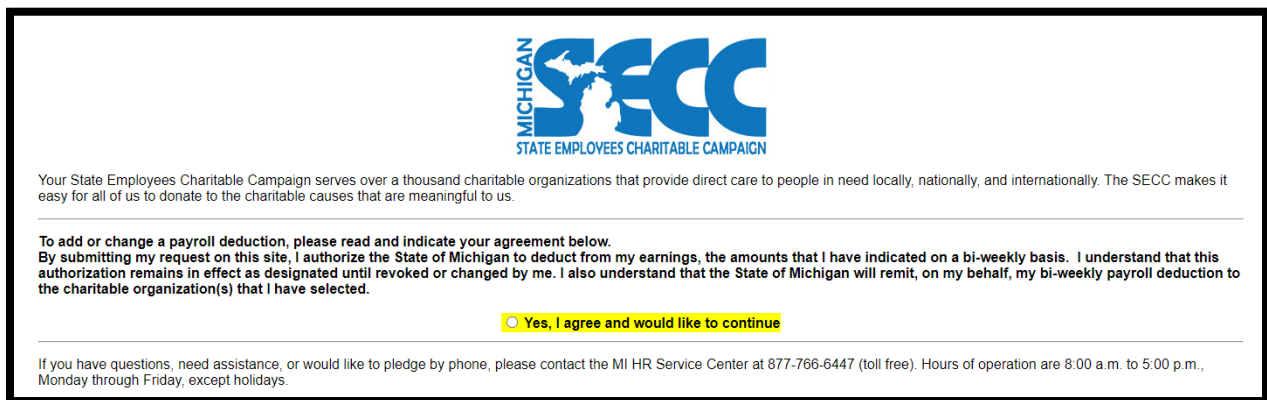 MICHIGAN
SECC
STATE EMPLOYEES CHARITABLE CAMPAIGN
Your State Employees Charitable Campaign serves over a thousand charitable organizations that provide direct care to people in need locally, nationally, and internationally. The SECC makes it
easy for all of us to donate to the charitable causes that are meaningful to us.
To add or change a payroll deduction, please read and indicate your agreement below.
By submitting my request on this site, I authorize the State of Michigan to deduct from my earnings, the amounts that I have indicated on a bi-weekly basis.  I understand that this
authorization remains in effect as designated until revoked or changed by me. I also understand that the State of Michigan will remit, on my behalf, my bi-weekly payroll deduction to
the charitable organization(s) that I have selected.
Yes, I agree and would like to continue
If you have questions, need assistance, or would like to pledge by phone, please contact the MI HR Service Center at 877-766-6447 (toll free). Hours of operation are 8:00 a.m. to 5:00 p.m.,
Monday through Friday, except holidays.